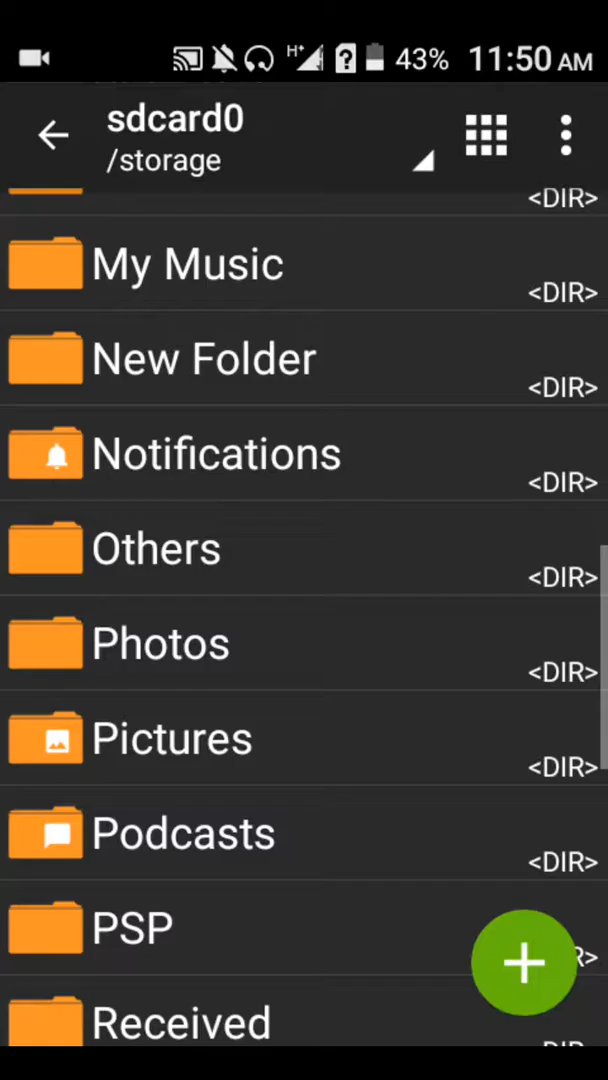 H+ 43% 11:50 AM
sdcard0
/storage
<DIR>
My Music
<DIR>
New Folder
<DIR>
Notifications
<DIR>
Others
<DIR>
Photos
<DIR>
Pictures
<DIR>
Podcasts
<DIR>
PSP
Received